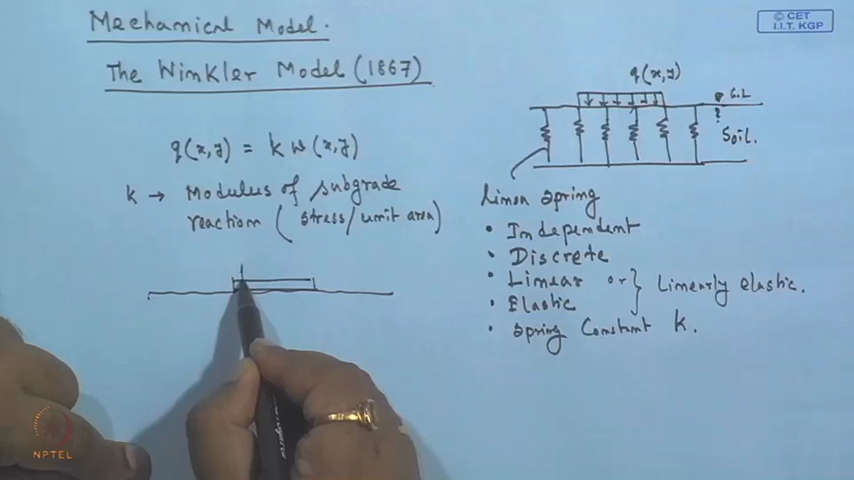 Mechanical Model.
The Winkler Model (1867)
q(x,y) = k w(x,y)
k → Modulus of subgrade
reaction (stress/unit area)
© CET
I.I.T. KGP
q(x,y)
G.L
Soil.
Linear spring
• Independent
• Discrete
• Linear or } Linearly elastic.
• Elastic
• Spring Constant k.
NPTEL